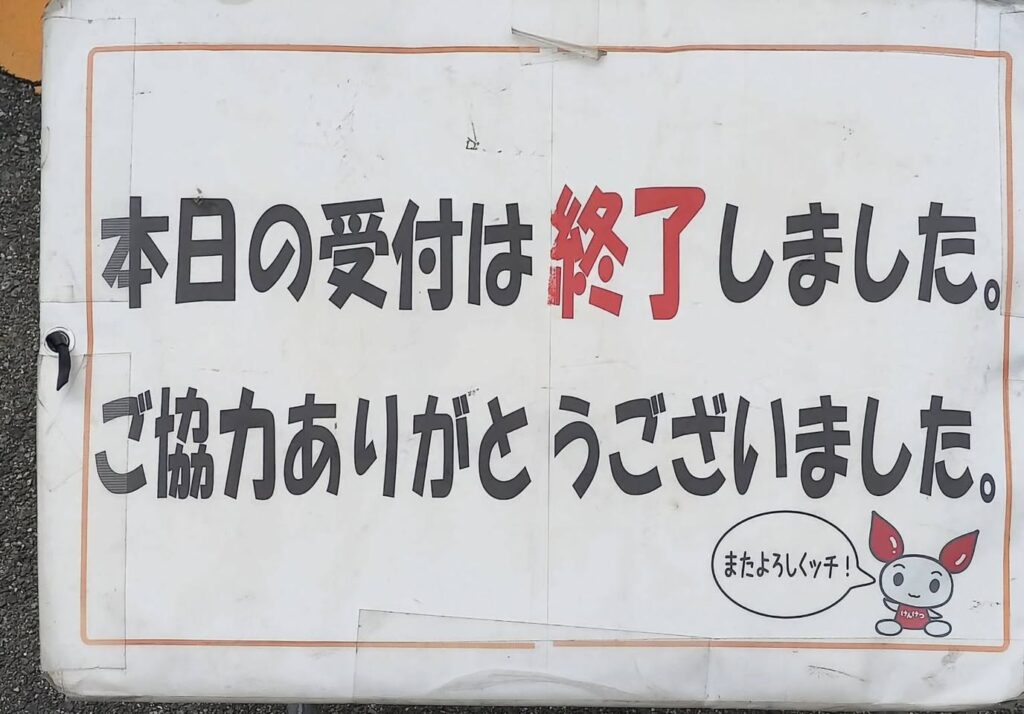 本日の受付は終了しました。
ご協力ありがとうございました。
またよろしくッチ!
けんけつ